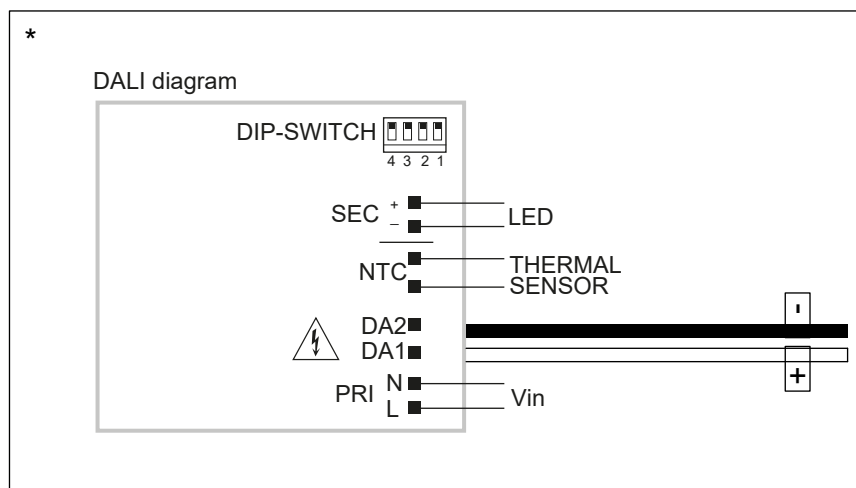 *
DALI diagram
DIP-SWITCH
4 3 2 1
SEC + LED
–
NTC THERMAL
SENSOR
-
DA2
DA1
+
PRI N Vin
L